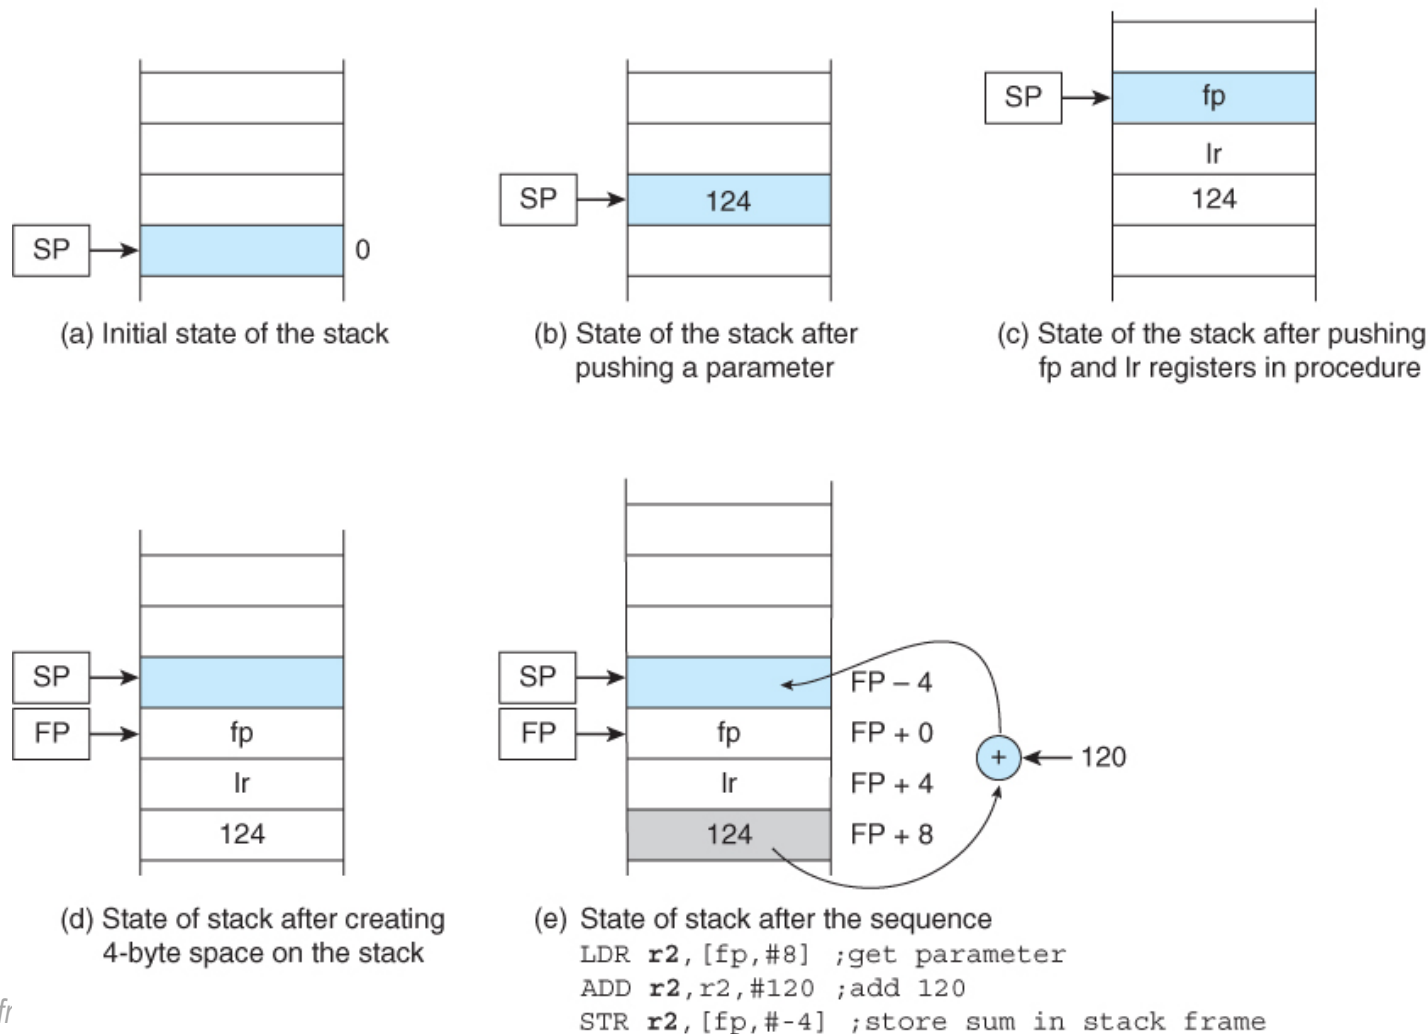 fp
SP
lr
SP
124
124
SP
0
(a) Initial state of the stack
(b) State of the stack after
pushing a parameter
(c) State of the stack after pushing
fp and lr registers in procedure
SP
FP
fp
lr
124
(d) State of stack after creating
4-byte space on the stack
SP
FP
fp
lr
124
FP – 4
FP + 0
FP + 4
FP + 8
+
120
(e) State of stack after the sequence
LDR r2,[fp,#8] ;get parameter
ADD r2,r2,#120 ;add 120
STR r2,[fp,#-4] ;store sum in stack frame